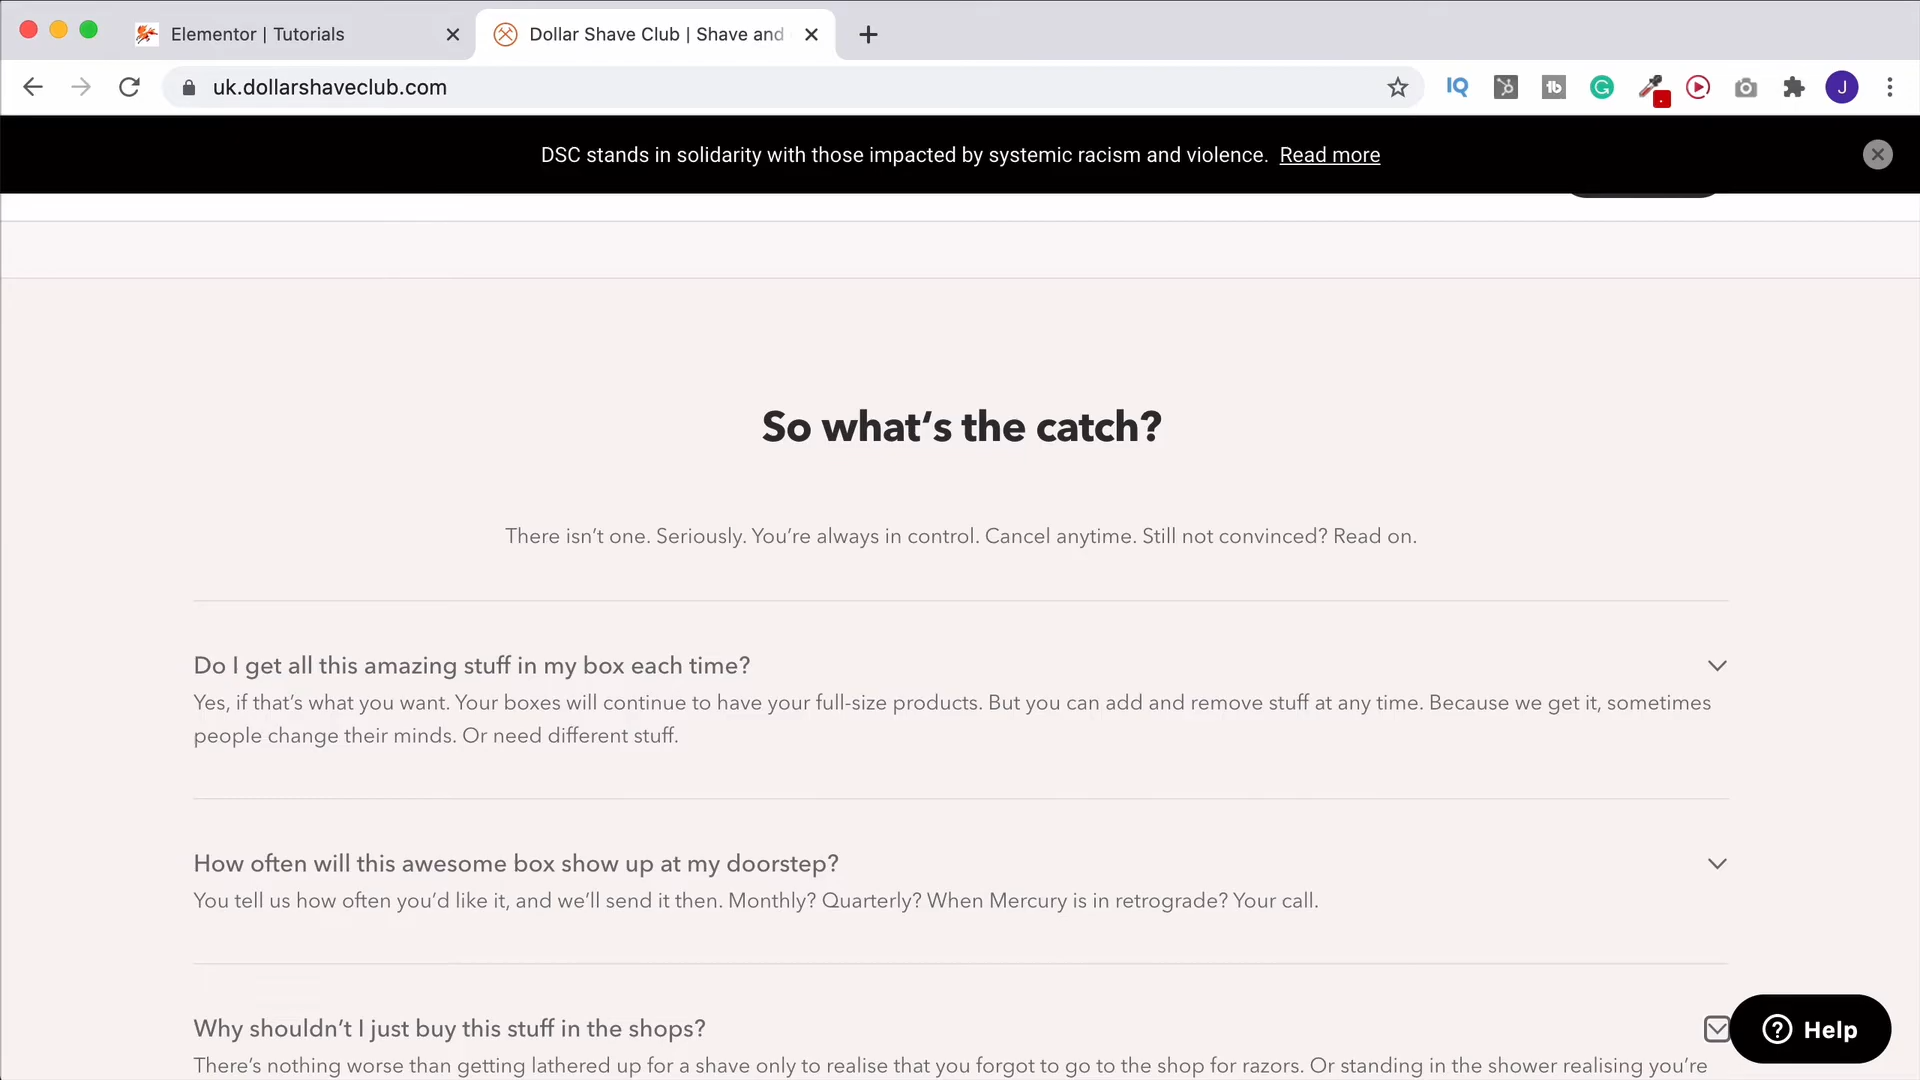 Elementor | Tutorials
Dollar Shave Club | Shave and
uk.dollarshaveclub.com
IQ
tb
G
J
DSC stands in solidarity with those impacted by systemic racism and violence. Read more
So what‘s the catch?
There isn’t one. Seriously. You’re always in control. Cancel anytime. Still not convinced? Read on.
Do I get all this amazing stuff in my box each time?
Yes, if that’s what you want. Your boxes will continue to have your full-size products. But you can add and remove stuff at any time. Because we get it, sometimes
people change their minds. Or need different stuff.
How often will this awesome box show up at my doorstep?
You tell us how often you’d like it, and we’ll send it then. Monthly? Quarterly? When Mercury is in retrograde? Your call.
Why shouldn’t I just buy this stuff in the shops?
? Help
There’s nothing worse than getting lathered up for a shave only to realise that you forgot to go to the shop for razors. Or standing in the shower realising you’re